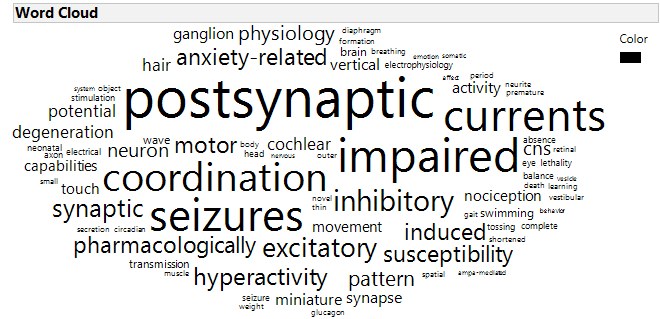 Word Cloud
Color
ganglion physiology diaphragm
formation
hair anxiety-related brain breathing
vertical emotion somatic
electrophysiology
system object
stimulation
affect period
activity neurite
premature
potential postsynaptic currents
degeneration
neonatal
axon electrical
wave
neuron motor body
head
nervous
cochlear
outer
impaired
absence
cns retinal
eye lethality
capabilities
small
touch
coordination
balance vesicle
death learning
vestibular
synaptic seizures
novel
thin
inhibitory nociception
gait swimming behavior
secretion circadian
movement
induced tossing complete
shortened
pharmacologically excitatory susceptibility
transmission
muscle
hyperactivity pattern spatial ampa-mediated
seizure
weight
miniature synapse
glucagon